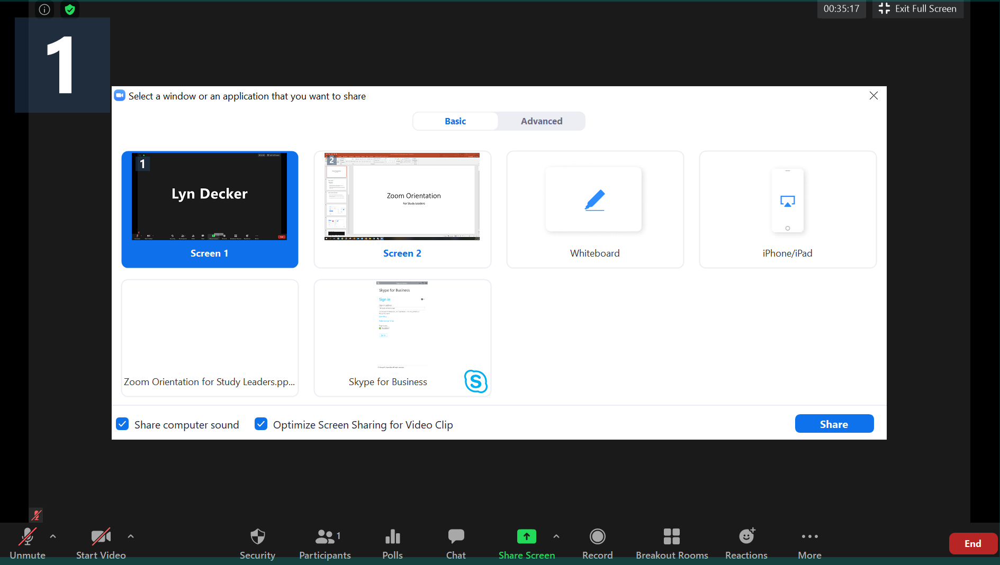 00:35:17
Exit Full Screen
1
Select a window or an application that you want to share
Basic
Advanced
1
Lyn Decker
Screen 1
2
Zoom Orientation
For Study Leaders
Screen 2
Whiteboard
iPhone/iPad
Zoom Orientation for Study Leaders.pp...
Skype for Business
Sign in
Skype for Business
Share computer sound
Optimize Screen Sharing for Video Clip
Share
Unmute
Start Video
Security
1
Participants
Polls
Chat
Share Screen
Record
Breakout Rooms
Reactions
More
End